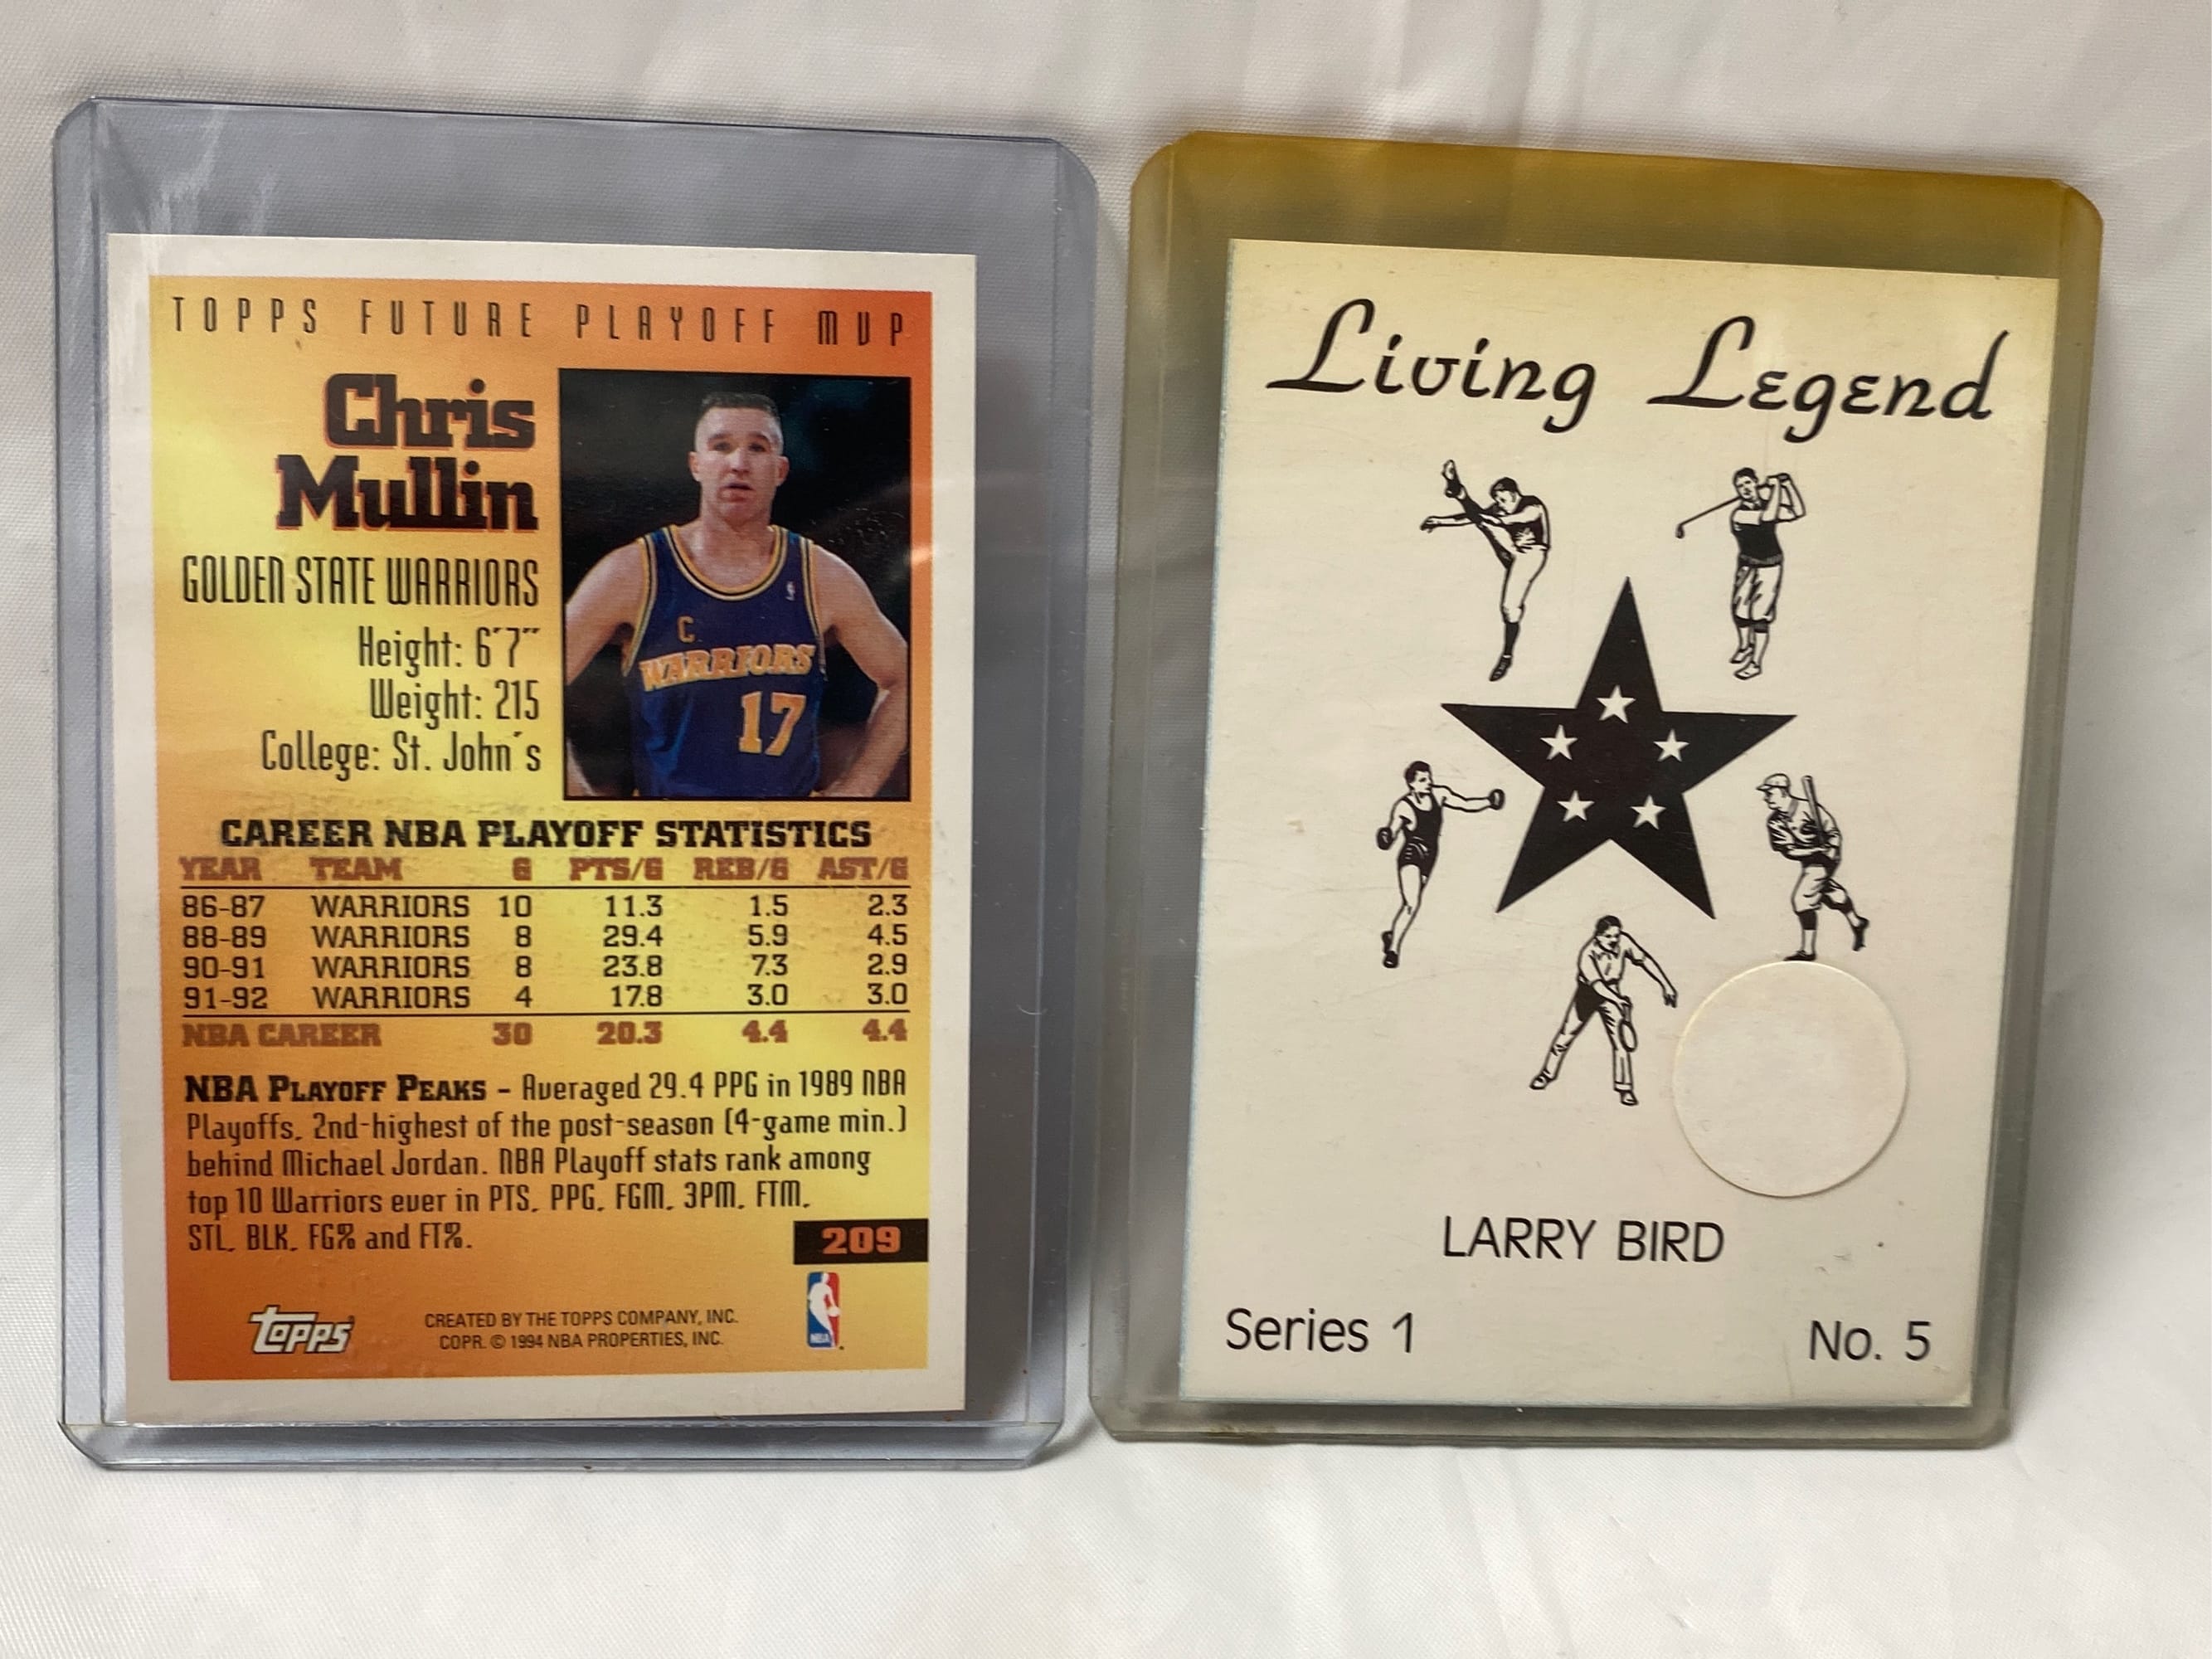 TOPPS FUTURE PLAYOFF MVP
Chris
Mullin
GOLDEN STATE WARRIORS
Height: 6'7"
Weight: 215
College: St. John's
C
WARRIORS
17
CAREER NBA PLAYOFF STATISTICS
YEAR TEAM G PTS/G REB/G AST/G
86-87 WARRIORS 10 11.3 1.5 2.3
88-89 WARRIORS 8 29.4 5.9 4.5
90-91 WARRIORS 8 23.8 7.3 2.9
91-92 WARRIORS 4 17.8 3.0 3.0
NBA CAREER 30 20.3 4.4 4.4
NBA PLAYOFF PEAKS - Averaged 29.4 PPG in 1989 NBA
Playoffs, 2nd-highest of the post-season (4-game min.)
behind Michael Jordan. NBA Playoff stats rank among
top 10 Warriors ever in PTS, PPG, FGM, 3PM, FTM,
STL, BLK, FG% and FT%.
209
Topps
CREATED BY THE TOPPS COMPANY, INC.
COPR. © 1994 NBA PROPERTIES, INC.
NBA
Living Legend
LARRY BIRD
Series 1 No. 5